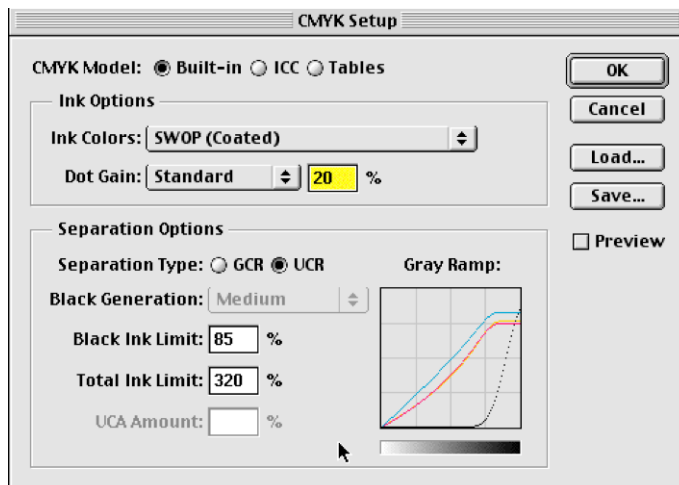 CMYK Setup
CMYK Model: Built-in ICC Tables
Ink Options
Ink Colors: SWOP (Coated)
Dot Gain: Standard 20 %
Separation Options
Separation Type: GCR UCR
Gray Ramp:
Black Generation: Medium
Black Ink Limit: 85 %
Total Ink Limit: 320 %
UCA Amount: %
OK
Cancel
Load...
Save...
Preview